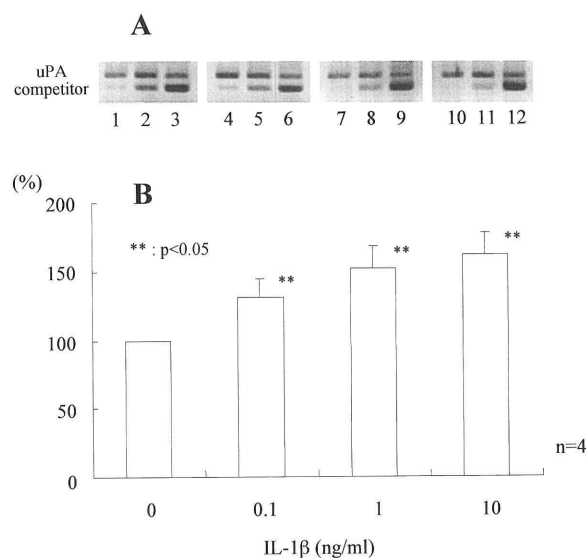 A
uPA
competitor
1 2 3 4 5 6 7 8 9 10 11 12
(%)
B
200
** : p<0.05
** ** **
150
100
50
0
n=4
0 0.1 1 10
IL-1β (ng/ml)